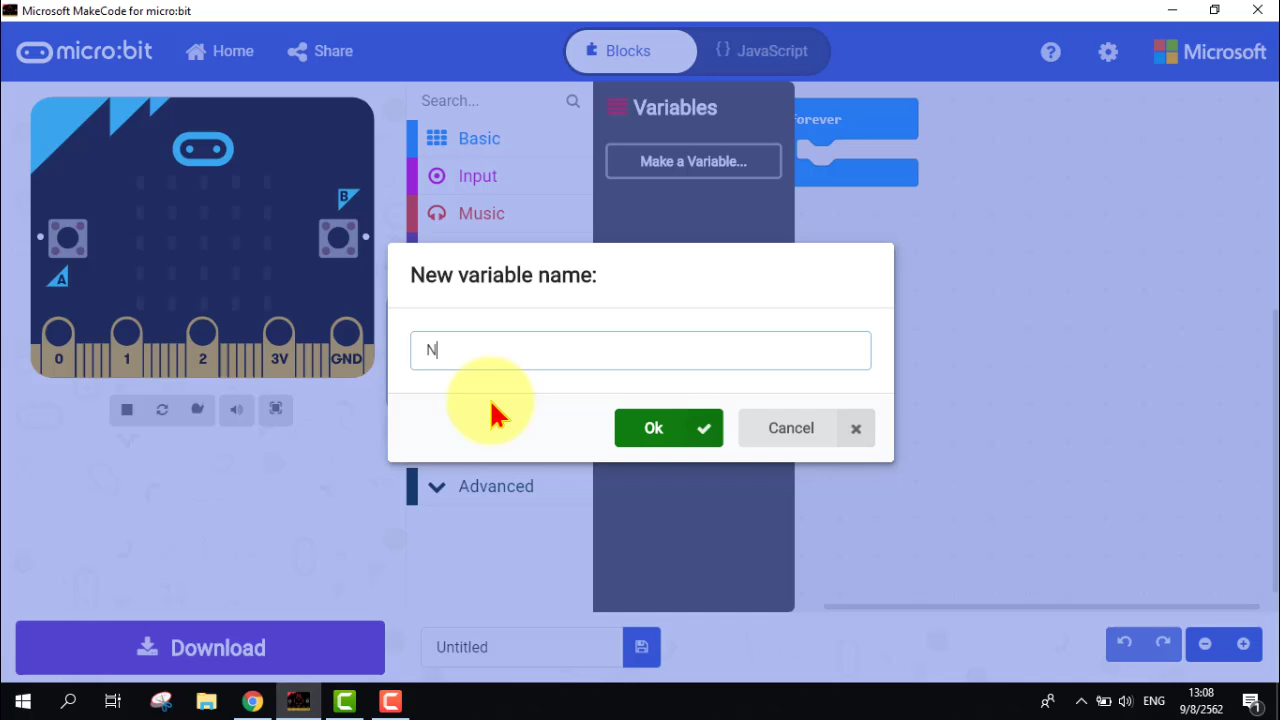 Microsoft MakeCode for micro:bit
micro:bit
Home
Share
Blocks
{} JavaScript
Microsoft
Search...
Variables
forever
Basic
Make a Variable...
Input
B
Music
A
New variable name:
N
0 1 2 3V GND
Ok
Cancel
Advanced
Download
Untitled
ENG
13:08
9/8/2562
1